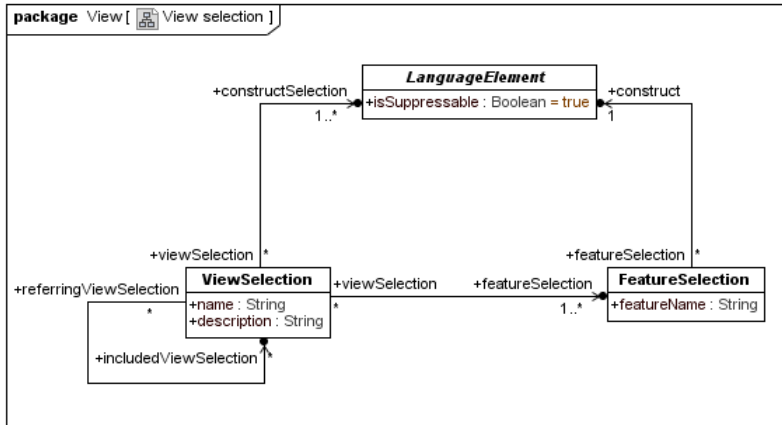 package View [ View selection ]
LanguageElement
+constructSelection
+isSuppressable : Boolean = true
+construct
1..*
1
+viewSelection
*
+featureSelection
*
+referringViewSelection
*
ViewSelection
+name : String
+description : String
+viewSelection
*
+featureSelection
1..*
FeatureSelection
+featureName : String
+includedViewSelection
*